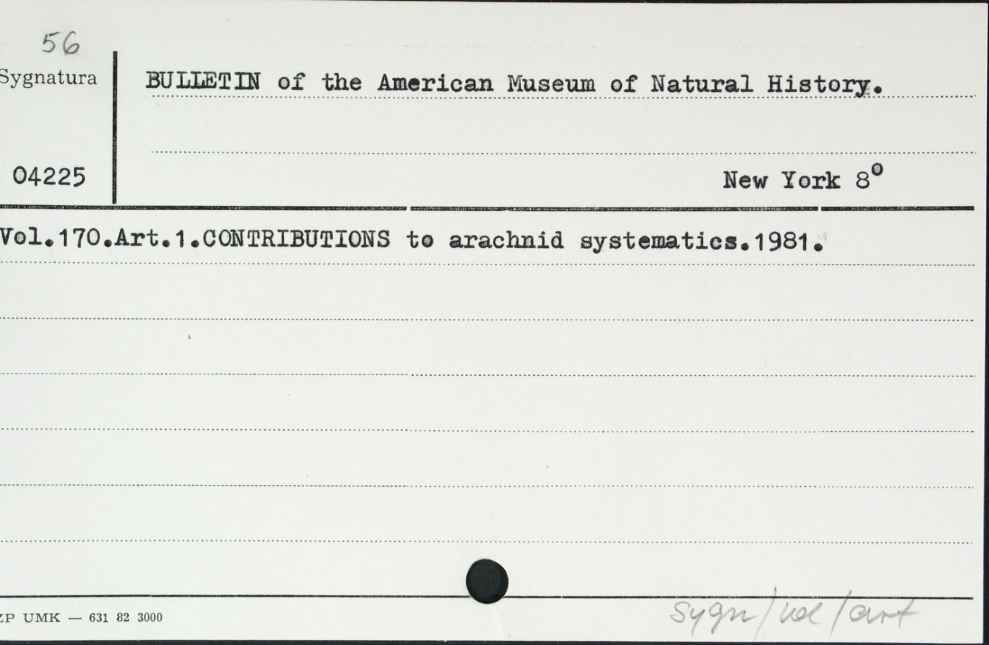 56
Sygnatura
BULLETIN of the American Museum of Natural History.
04225
New York 8°
Vol.170.Art.1.CONTRIBUTIONS to arachnid systematics.1981.
ZP UMK — 631 82 3000
sygn/vol/art